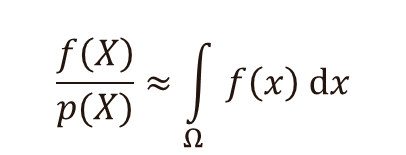 f(X)/p(X) ≈ ∫_Ω f(x) dx